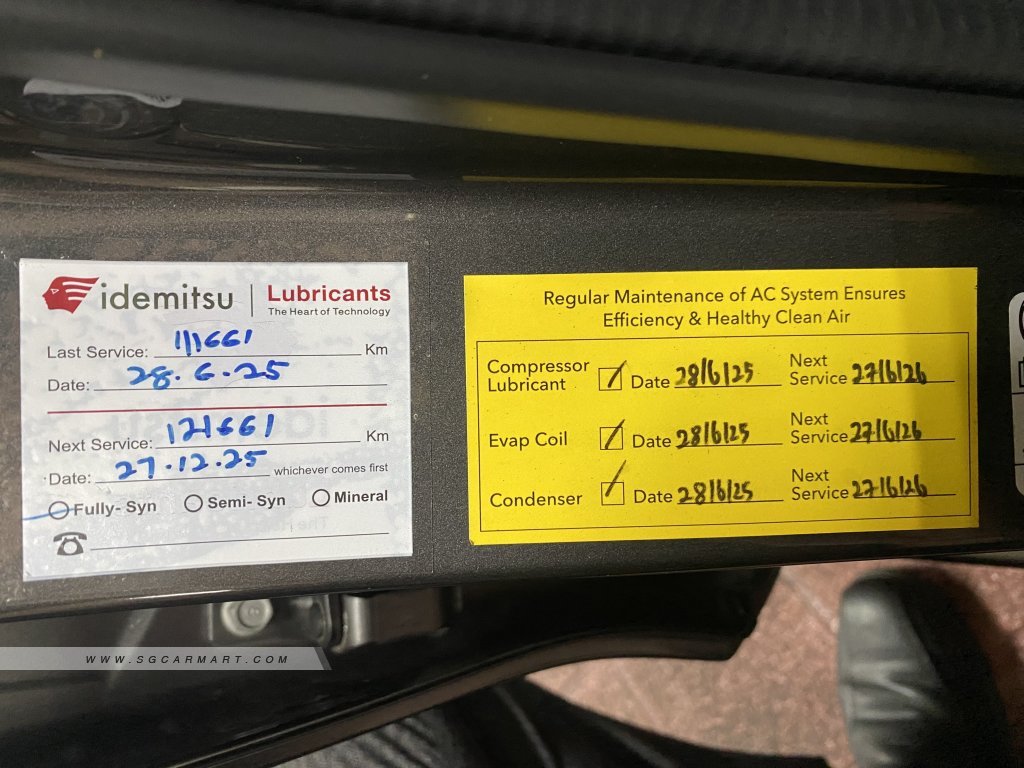 idemitsu | Lubricants
The Heart of Technology
Last Service: 111661 Km
Date: 28.6.25
Next Service: 121661 Km
Date: 27.12.25 whichever comes first
Fully- Syn Semi- Syn Mineral
Regular Maintenance of AC System Ensures
Efficiency & Healthy Clean Air
Compressor Lubricant Date 28/6/25 Next Service 27/6/26
Evap Coil Date 28/6/25 Next Service 27/6/26
Condenser Date 28/6/25 Next Service 27/6/26
WWW.SGCARMART.COM